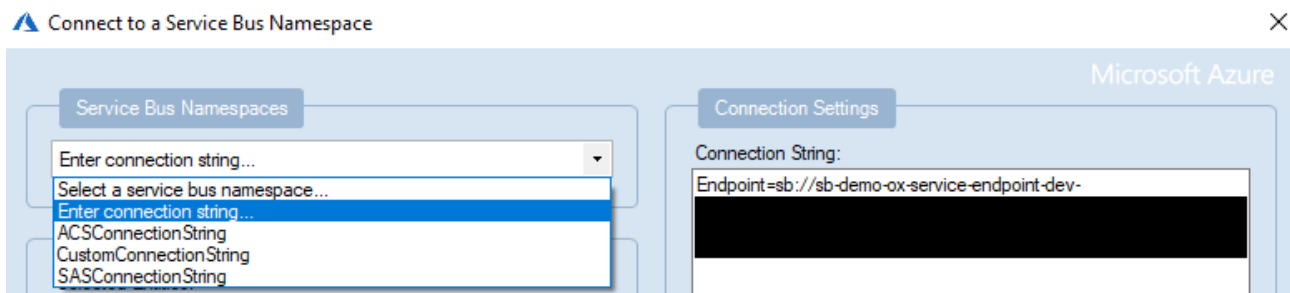 Connect to a Service Bus Namespace
Microsoft Azure
Service Bus Namespaces
Enter connection string...
Select a service bus namespace...
Enter connection string...
ACSConnectionString
CustomConnectionString
SASConnectionString
Connection Settings
Connection String:
Endpoint=sb://sb-demo-ox-service-endpoint-dev-